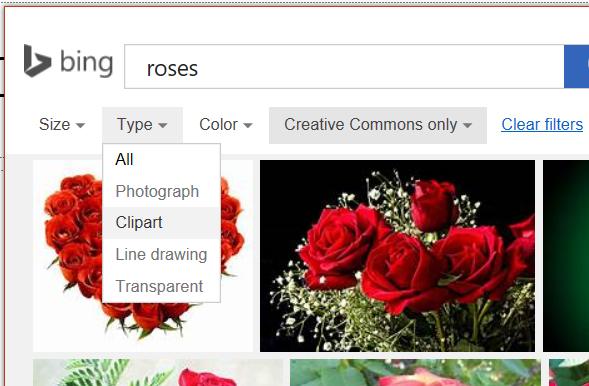 bing
roses
Size Type Color Creative Commons only Clear filters
All
Photograph
Clipart
Line drawing
Transparent